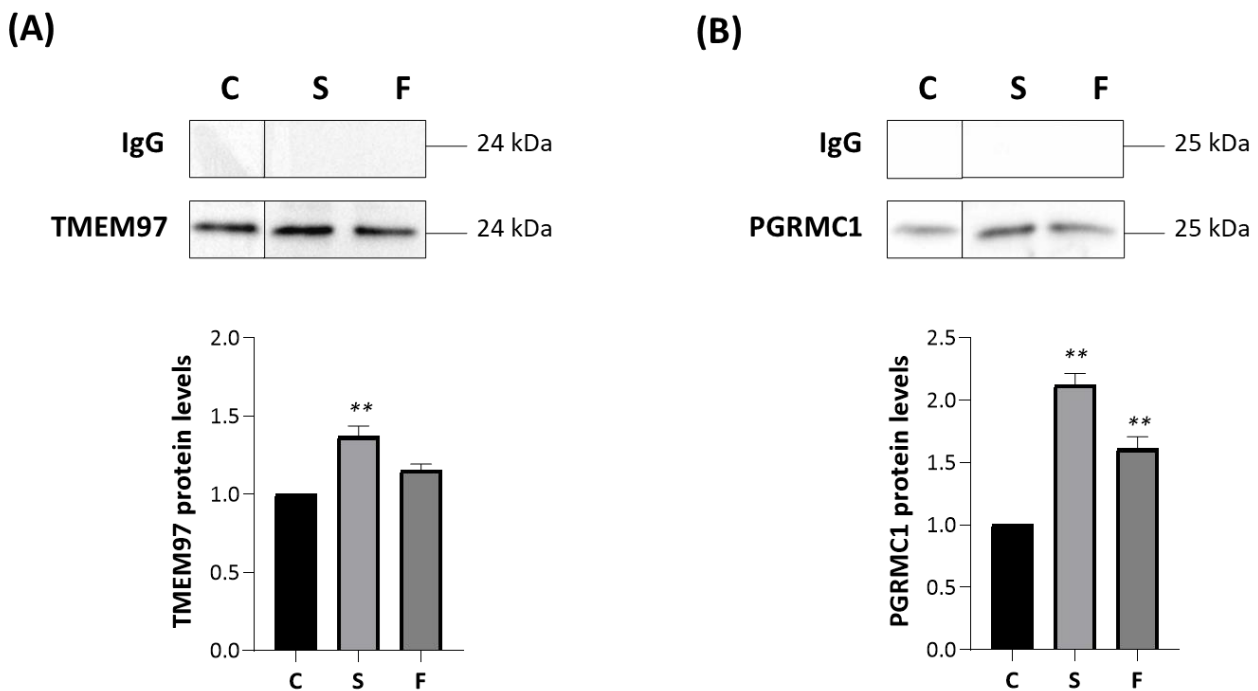 (A)
C S F
IgG 24 kDa
TMEM97 24 kDa
TMEM97 protein levels
2.0
1.5
1.0
0.5
0.0
**
C S F
(B)
C S F
IgG 25 kDa
PGRMC1 25 kDa
PGRMC1 protein levels
2.5
2.0
1.5
1.0
0.5
0.0
**
**
C S F